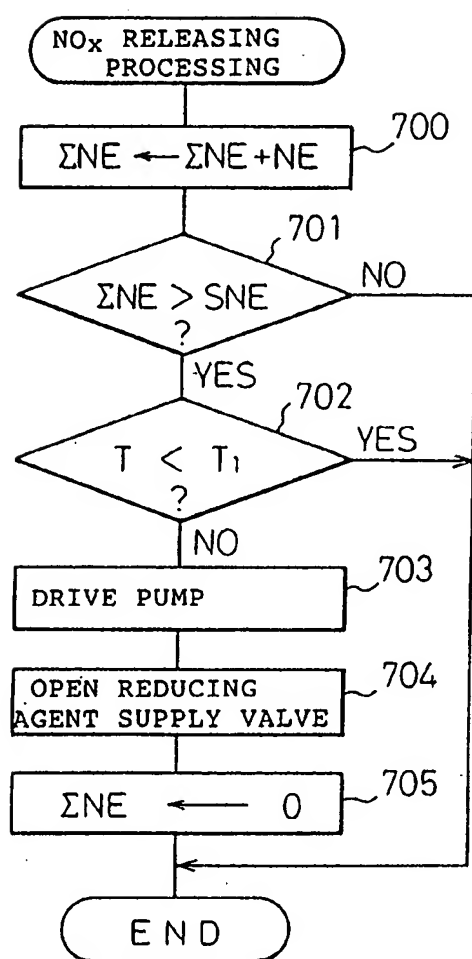 NOx RELEASING
PROCESSING
700
ΣNE ← ΣNE+NE
701
ΣNE > SNE
?
NO
YES
702
T < T₁
?
YES
NO
703
DRIVE PUMP
704
OPEN REDUCING
AGENT SUPPLY VALVE
705
ΣNE ← 0
END